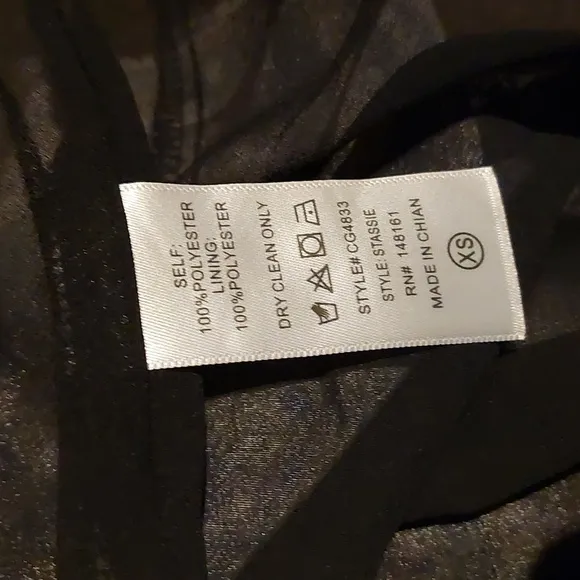 SELF:
100%POLYESTER
LINING:
100%POLYESTER
DRY CLEAN ONLY
STYLE# CG4833
STYLE: STASSIE
RN# 148161
MADE IN CHIAN
XS